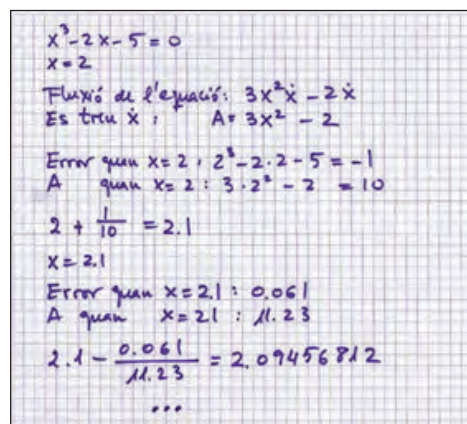 x³-2x-5=0
x=2
Fluxió de l'equació: 3x²ẋ - 2ẋ
Es treu ẋ : A=3x² - 2
Error quan x=2 : 2³-2·2-5=-1
A quan x=2 : 3·2² - 2 = 10
2 + 1/10 = 2.1
x=2.1
Error quan x=2.1 : 0.061
A quan x=2.1 : 11.23
2.1 - 0.061/11.23 = 2.09456812
...